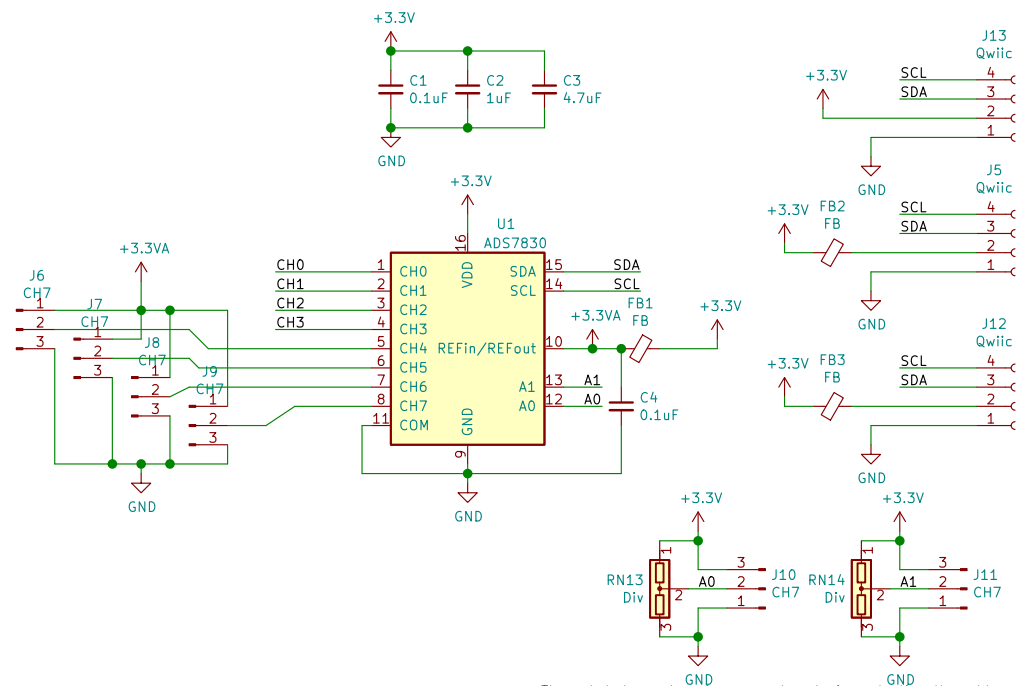 +3.3V
C1
0.1uF
C2
1uF
C3
4.7uF
GND
J13
Qwiic
+3.3V
SCL 4
SDA 3
2
1
GND
J5
Qwiic
+3.3V
FB2
FB
SCL 4
SDA 3
2
1
GND
J12
Qwiic
+3.3V
FB3
FB
SCL 4
SDA 3
2
1
GND
+3.3V
U1
ADS7830
16
VDD
CH0 1 CH0
CH1 2 CH1
CH2 3 CH2
CH3 4 CH3
5 CH4
6 CH5
7 CH6
8 CH7
11 COM
SDA 15 SDA
SCL 14 SCL
REFin/REFout 10
A1 13 A1
A0 12 A0
GND
9
GND
+3.3VA
FB1
FB
+3.3V
C4
0.1uF
+3.3VA
J6
CH7
1
2
3
J7
CH7
1
2
3
J8
CH7
1
2
3
J9
CH7
1
2
3
GND
+3.3V
RN13
Div
1
2
3
A0
3
2
1
J10
CH7
GND
+3.3V
RN14
Div
1
2
3
A1
3
2
1
J11
CH7
GND